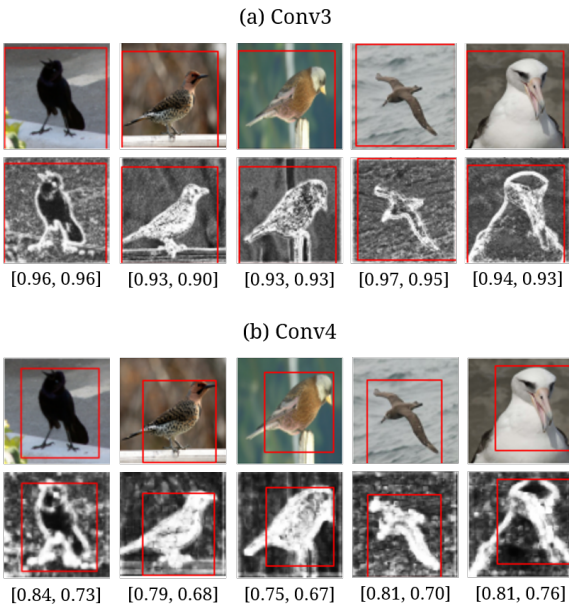 (a) Conv3
[0.96, 0.96] [0.93, 0.90] [0.93, 0.93] [0.97, 0.95] [0.94, 0.93]
(b) Conv4
[0.84, 0.73] [0.79, 0.68] [0.75, 0.67] [0.81, 0.70] [0.81, 0.76]